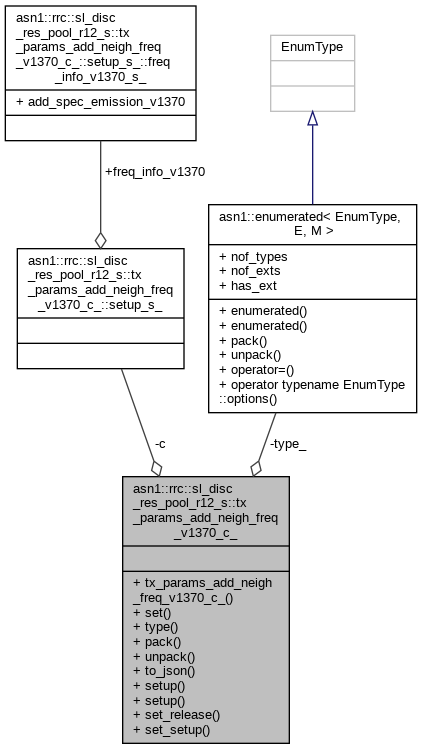 asn1::rrc::sl_disc
_res_pool_r12_s::tx
_params_add_neigh_freq
_v1370_c_::setup_s_::freq
_info_v1370_s_
+ add_spec_emission_v1370
EnumType
+freq_info_v1370
asn1::rrc::sl_disc
_res_pool_r12_s::tx
_params_add_neigh_freq
_v1370_c_::setup_s_
asn1::enumerated< EnumType,
E, M >
+ nof_types
+ nof_exts
+ has_ext
+ enumerated()
+ enumerated()
+ pack()
+ unpack()
+ operator=()
+ operator typename EnumType
::options()
-c
-type_
asn1::rrc::sl_disc
_res_pool_r12_s::tx
_params_add_neigh_freq
_v1370_c_
+ tx_params_add_neigh
_freq_v1370_c_()
+ set()
+ type()
+ pack()
+ unpack()
+ to_json()
+ setup()
+ setup()
+ set_release()
+ set_setup()